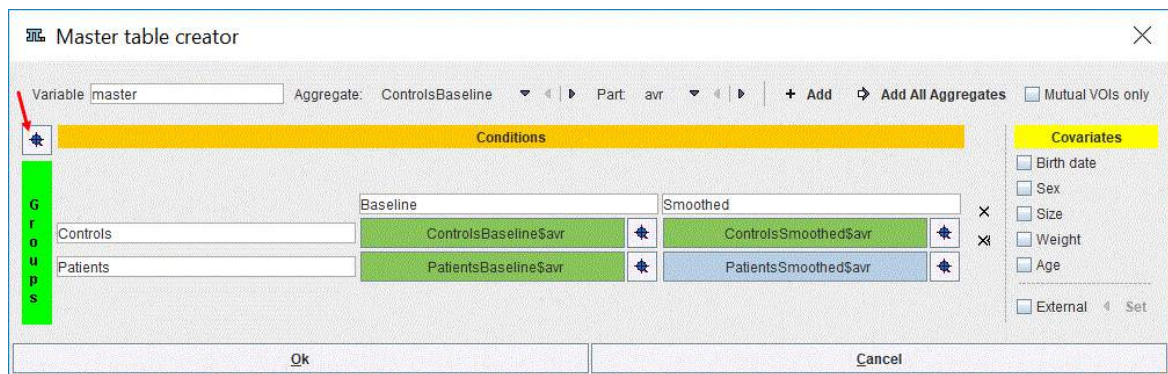 Master table creator
Variable master Aggregate: ControlsBaseline Part: avr + Add Add All Aggregates Mutual VOIs only
Conditions Covariates
Birth date
Sex
Baseline Smoothed Size
Controls ControlsBaseline$avr ControlsSmoothed$avr Weight
Patients PatientsBaseline$avr PatientsSmoothed$avr Age
Groups
External Set
Ok Cancel